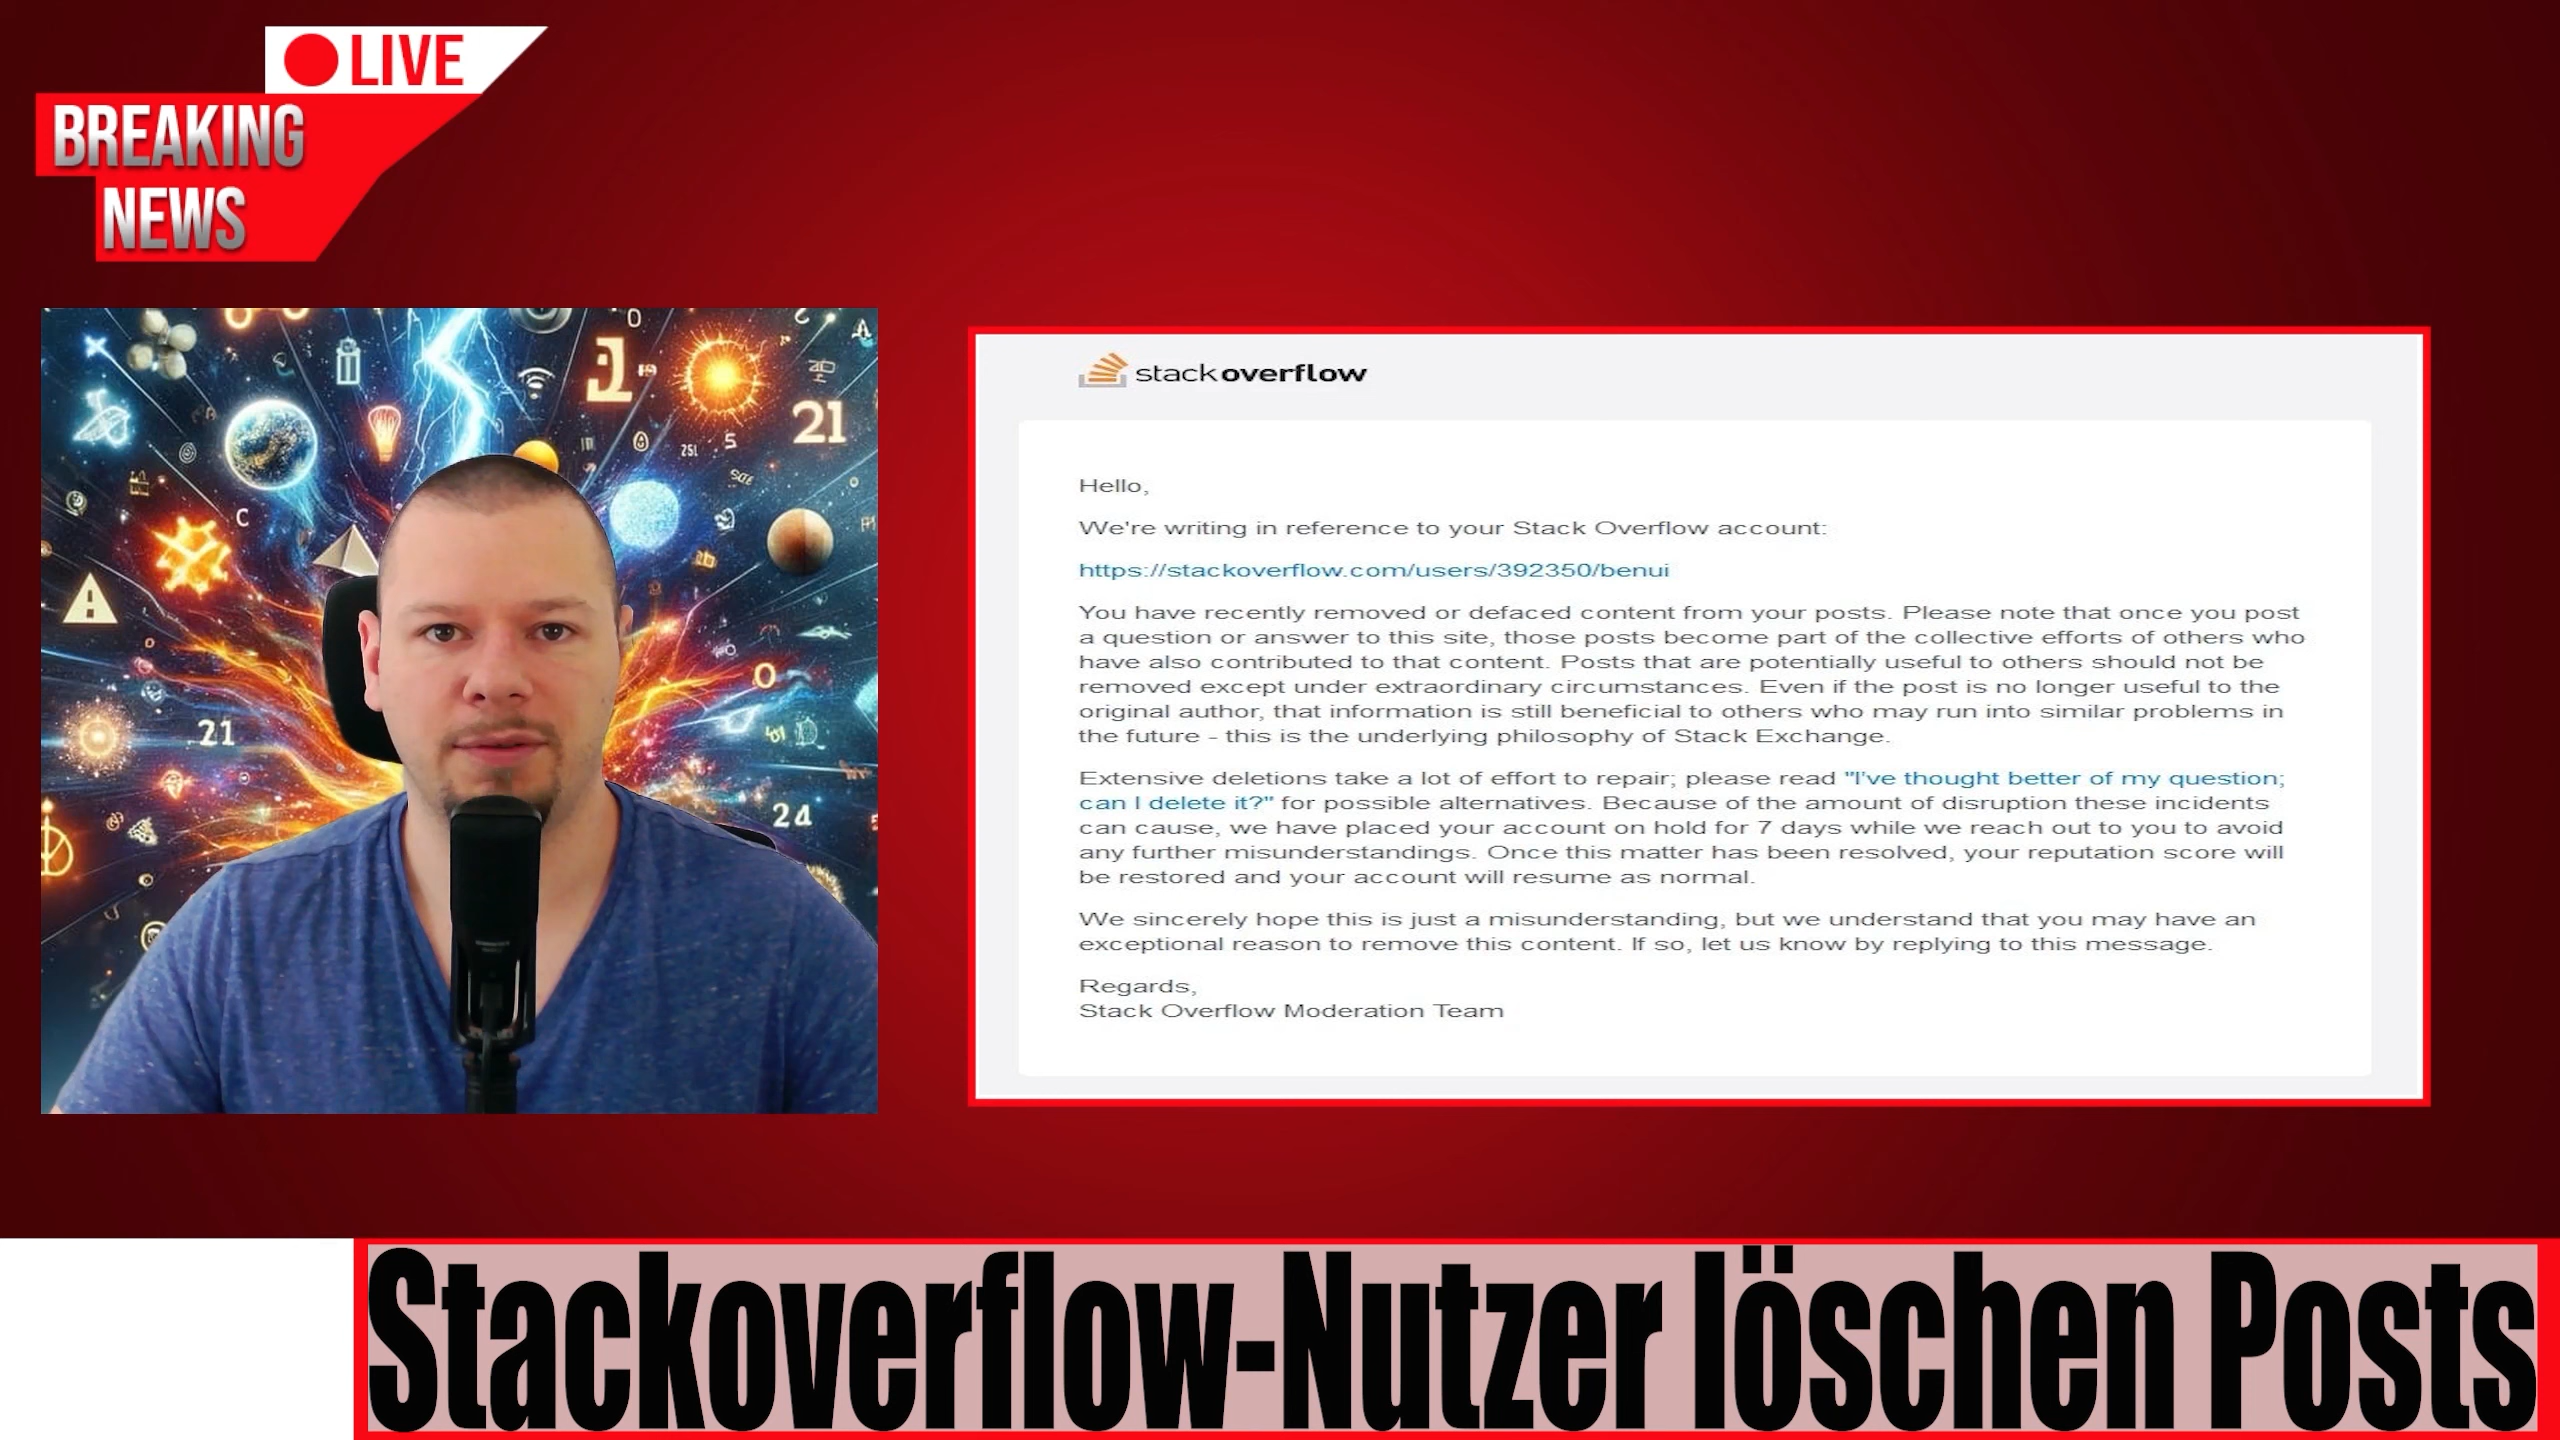 LIVE
BREAKING
NEWS
21
21
24
stackoverflow
Hello,
We're writing in reference to your Stack Overflow account:
https://stackoverflow.com/users/392350/benui
You have recently removed or defaced content from your posts. Please note that once you post
a question or answer to this site, those posts become part of the collective efforts of others who
have also contributed to that content. Posts that are potentially useful to others should not be
removed except under extraordinary circumstances. Even if the post is no longer useful to the
original author, that information is still beneficial to others who may run into similar problems in
the future - this is the underlying philosophy of Stack Exchange.
Extensive deletions take a lot of effort to repair; please read "I've thought better of my question;
can I delete it?" for possible alternatives. Because of the amount of disruption these incidents
can cause, we have placed your account on hold for 7 days while we reach out to you to avoid
any further misunderstandings. Once this matter has been resolved, your reputation score will
be restored and your account will resume as normal.
We sincerely hope this is just a misunderstanding, but we understand that you may have an
exceptional reason to remove this content. If so, let us know by replying to this message.
Regards,
Stack Overflow Moderation Team
Stackoverflow-Nutzer löschen Posts